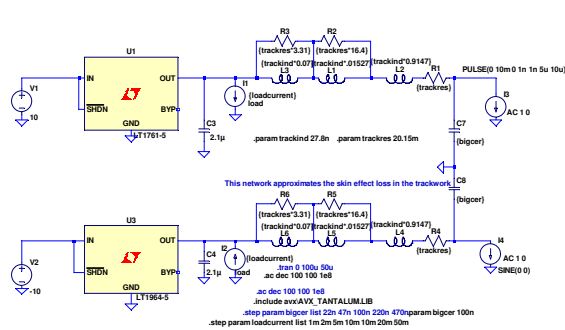 R3
R2
{trackres*3.31}
{trackres*16.4}
U1
{trackind*0.07}
{trackind*.01527}
{trackind*0.9147}
R1
PULSE(0 10m 0 1n 1n 5u 10u)
V1
IN
OUT
I1
L3
L1
L2
{trackres}
I3
{loadcurrent}
load
AC 1 0
10
SHDN
BYP
C3
C7
GND
LT1761-5
2.1µ
.param trackind 27.8n
.param trackres 20.15m
{bigcer}
C8
This network approximates the skin effect loss in the trackwork
{bigcer}
R6
R5
{trackres*3.31}
{trackres*16.4}
U3
{trackind*0.07}
{trackind*.01527}
{trackind*0.9147}
R4
V2
IN
OUT
I2
L6
L5
L4
{trackres}
I4
{loadcurrent}
load
AC 1 0
SINE(0 0)
-10
SHDN
BYP
C4
2.1µ
GND
LT1964-5
.tran 0 100u 50u
.ac dec 100 100 1e8
.ac dec 100 100 1e8
.include avx\AVX_TANTALUM.LIB
.step param bigcer list 22n 47n 100n 220n 470n
param bigcer 100n
.step param loadcurrent list 1m 2m 5m 10m 10m 20m 50m